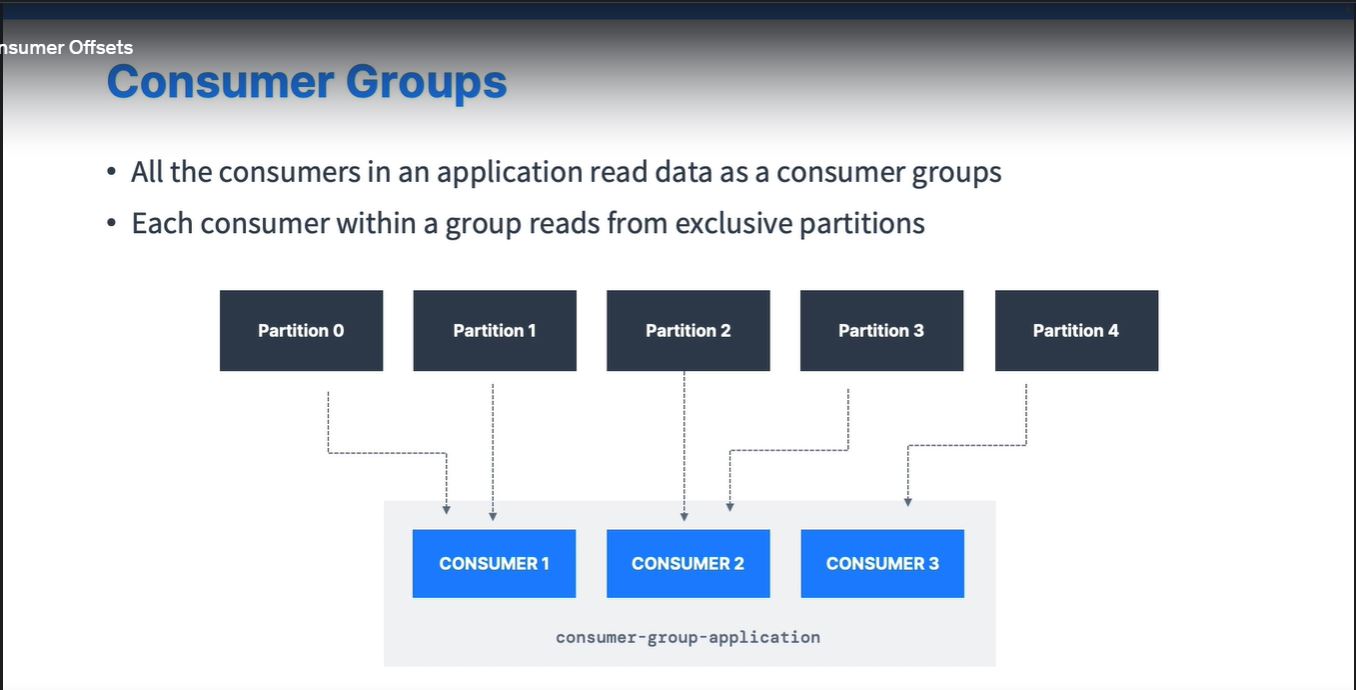 nsumer Offsets
Consumer Groups
• All the consumers in an application read data as a consumer groups
• Each consumer within a group reads from exclusive partitions
Partition 0
Partition 1
Partition 2
Partition 3
Partition 4
CONSUMER 1
CONSUMER 2
CONSUMER 3
consumer-group-application